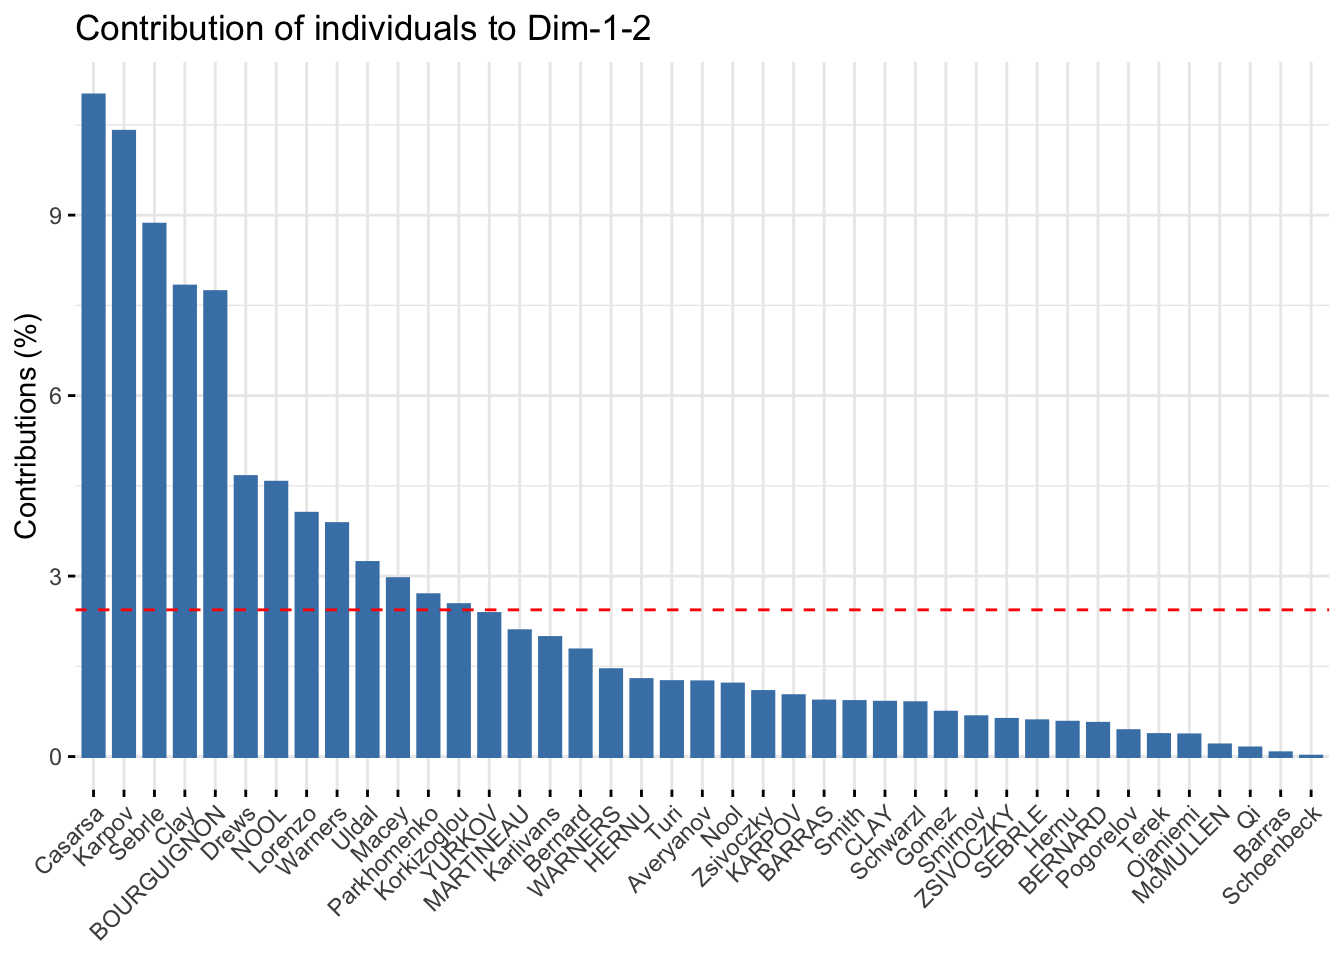 Contribution of individuals to Dim-1-2
Contributions (%)
9
6
3
0
Casarsa
Karpov
Sebrle
Clay
BOURGUIGNON
Drews
NOOL
Lorenzo
Warners
Uldal
Macey
Parkhomenko
Korkizoglou
YURKOV
MARTINEAU
Karlivans
Bernard
WARNERS
HERNU
Turi
Averyanov
Nool
Zsivoczky
KARPOV
BARRAS
Smith
CLAY
Schwarzl
Gomez
Smirnov
ZSIVOCZKY
SEBRLE
Hernu
BERNARD
Pogorelov
Terek
Ojaniemi
McMULLEN
Qi
Barras
Schoenbeck